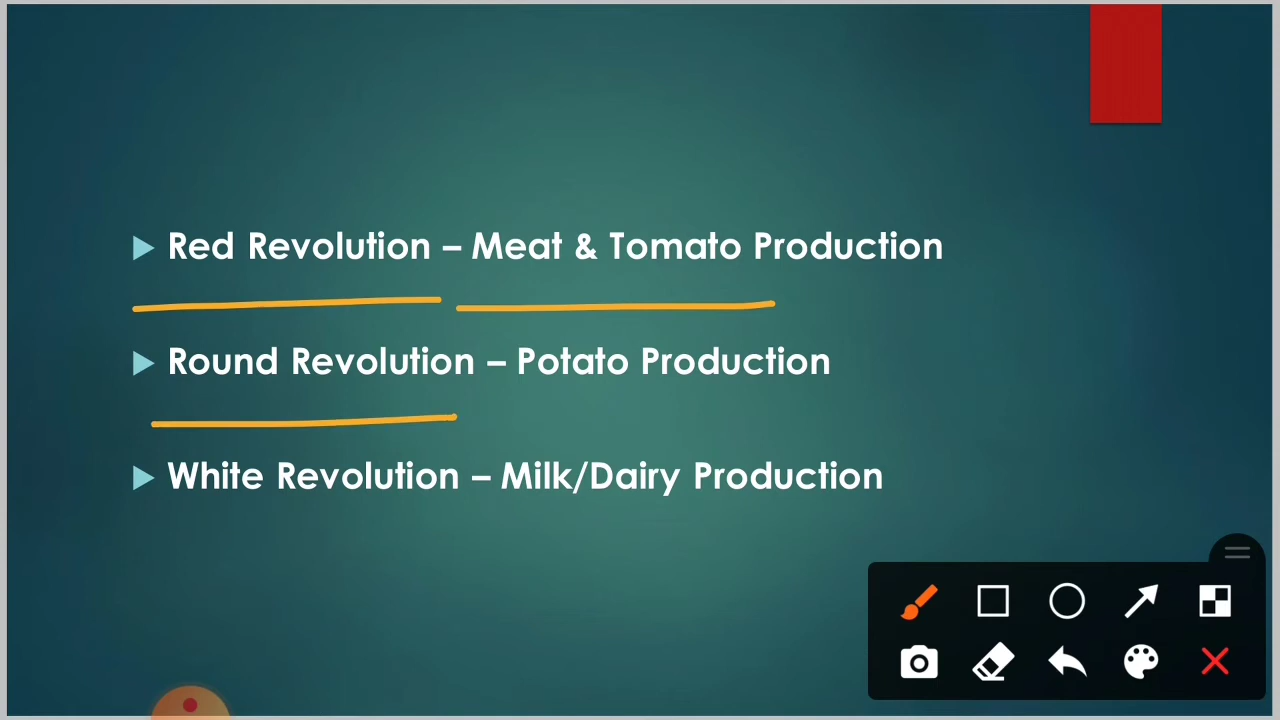 Red Revolution – Meat & Tomato Production
Round Revolution – Potato Production
White Revolution – Milk/Dairy Production